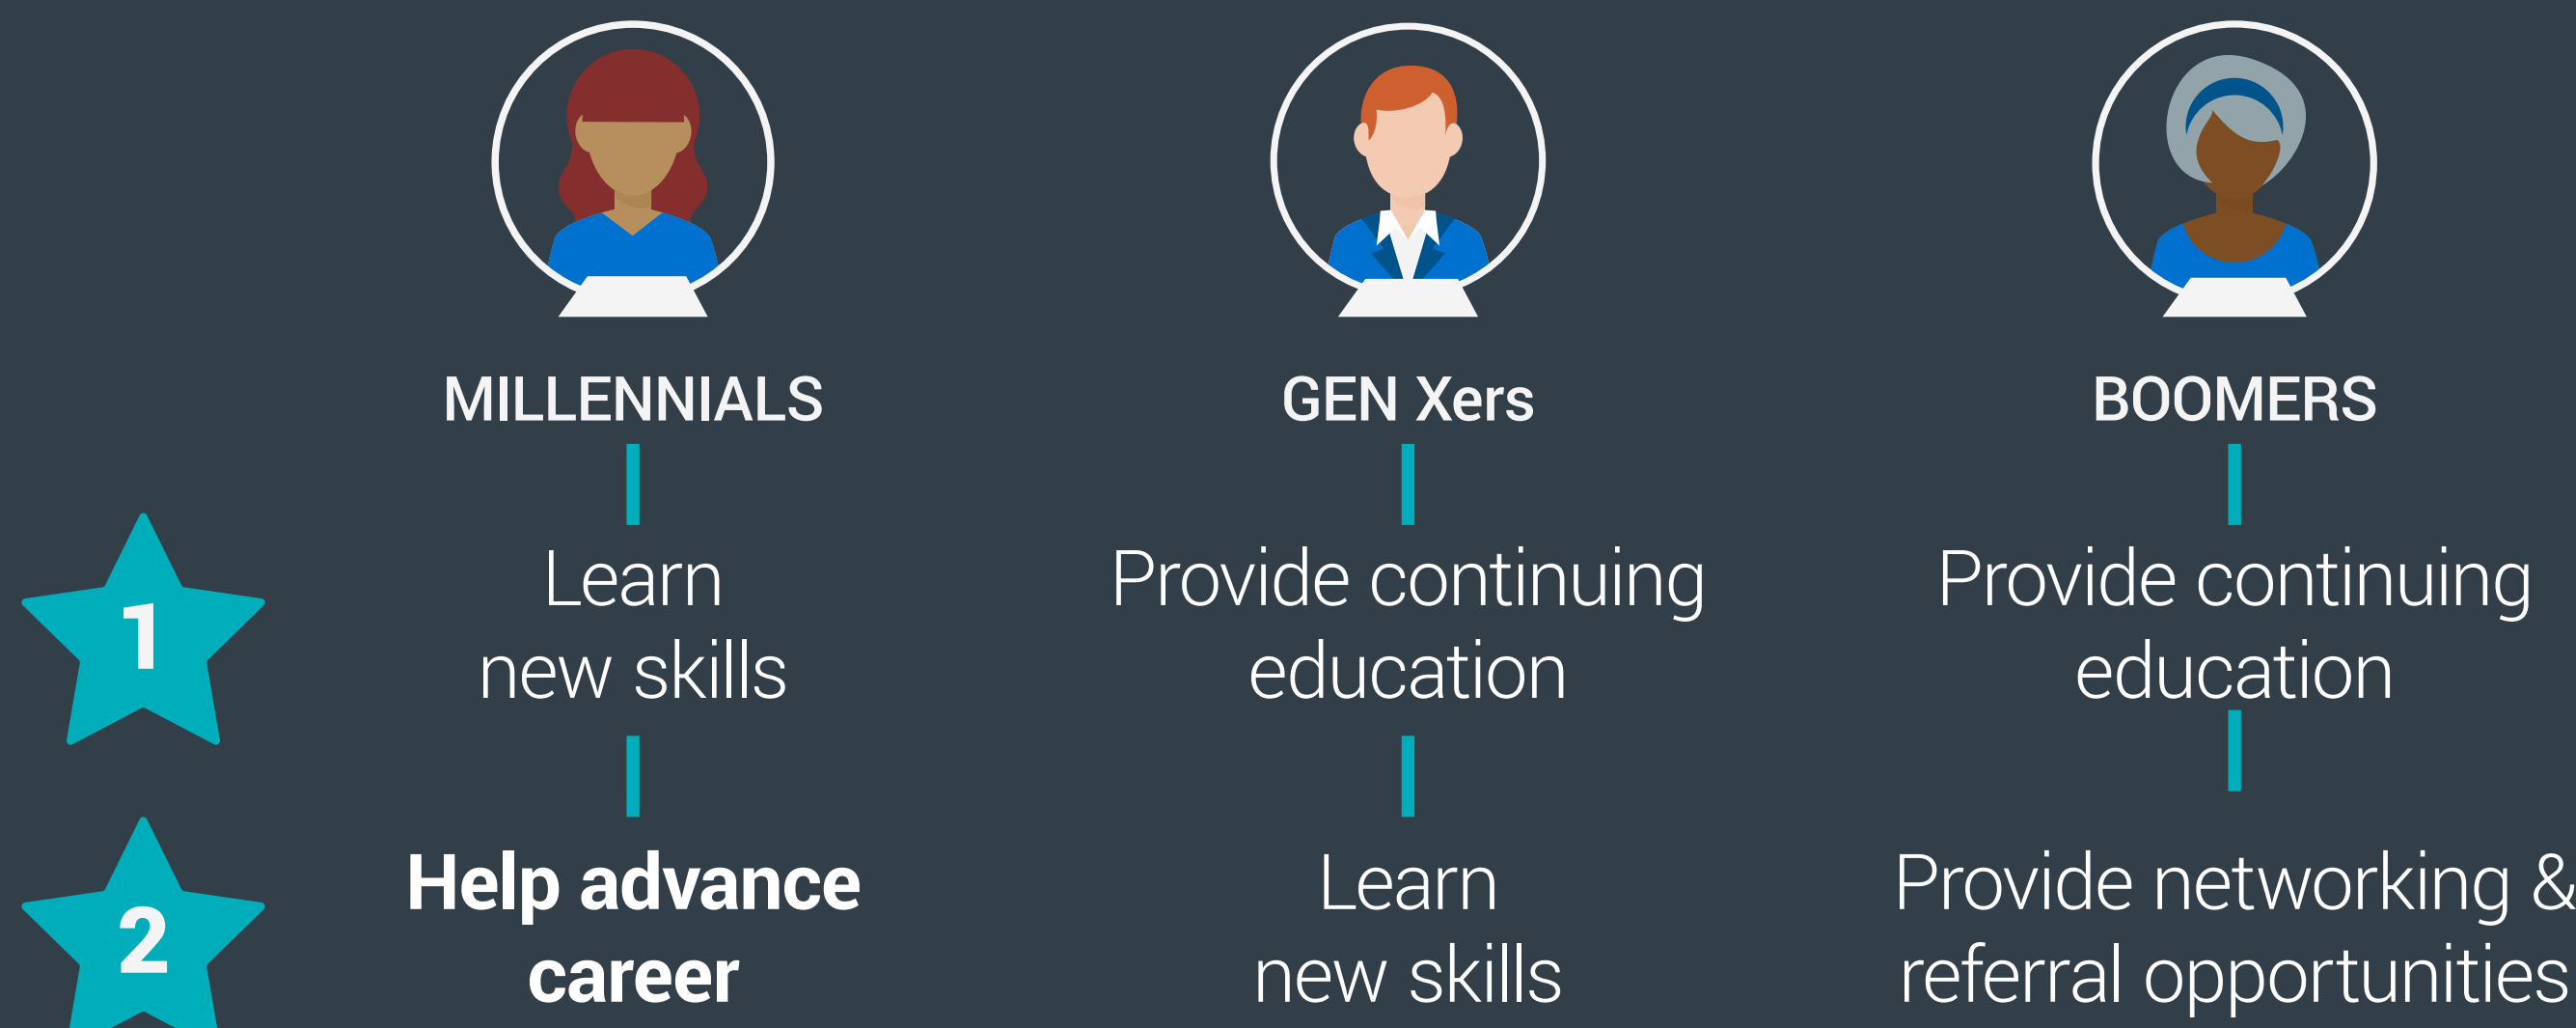 MILLENNIALS
GEN Xers
BOOMERS
1
Learn
new skills
Provide continuing
education
Provide continuing
education
2
Help advance
career
Learn
new skills
Provide networking &
referral opportunities